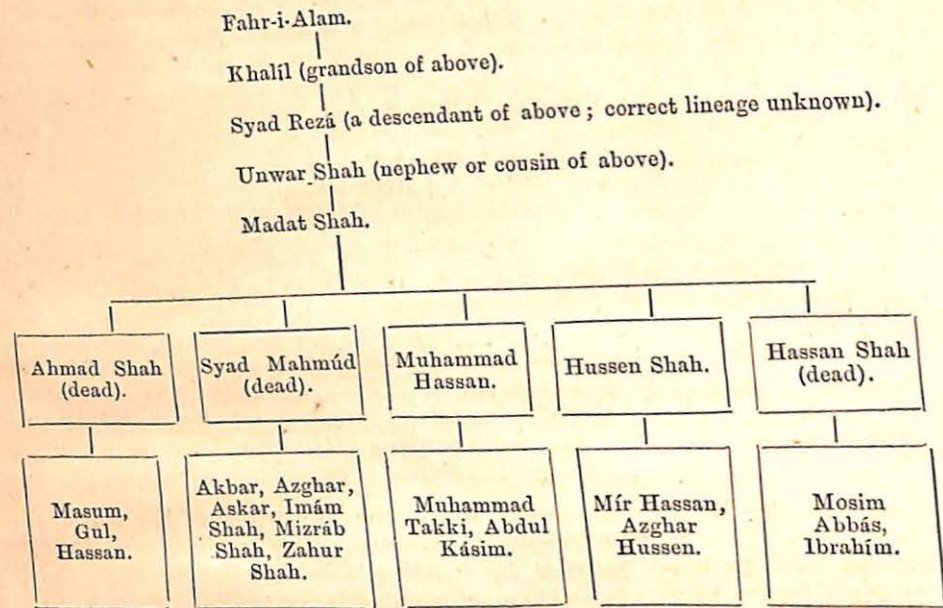 Fahr-i-Alam.
Khalíl (grandson of above).
Syad Rezá (a descendant of above; correct lineage unknown).
Unwar Shah (nephew or cousin of above).
Madat Shah.
Ahmad Shah
(dead).
Syad Mahmúd
(dead).
Muhammad
Hassan.
Hussen Shah.
Hassan Shah
(dead).
Masum,
Gul,
Hassan.
Akbar, Azghar,
Askar, Imám
Shah, Mizráb
Shah, Zahur
Shah.
Muhammad
Takki, Abdul
Kásim.
Mír Hassan,
Azghar
Hussen.
Mosim
Abbás,
Ibrahím.